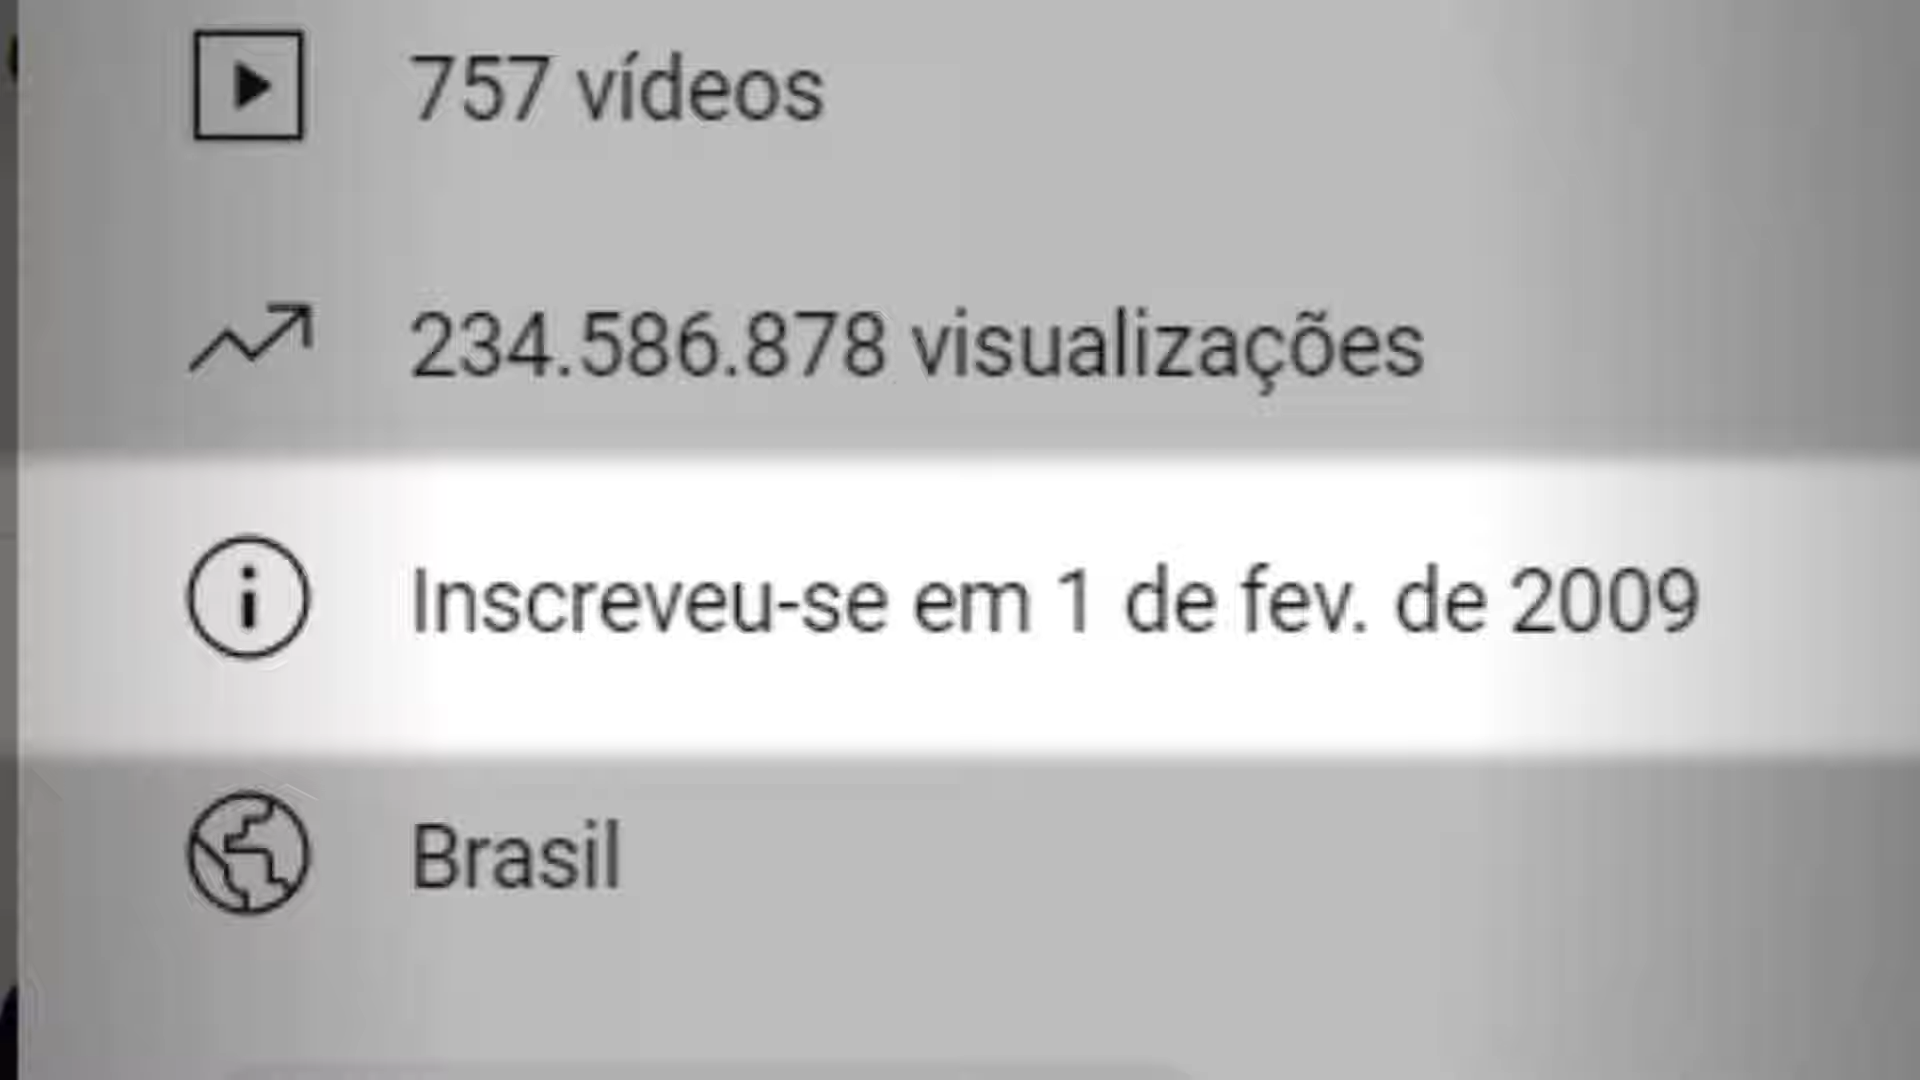 757 vídeos
234.586.878 visualizações
Inscreveu-se em 1 de fev. de 2009
Brasil